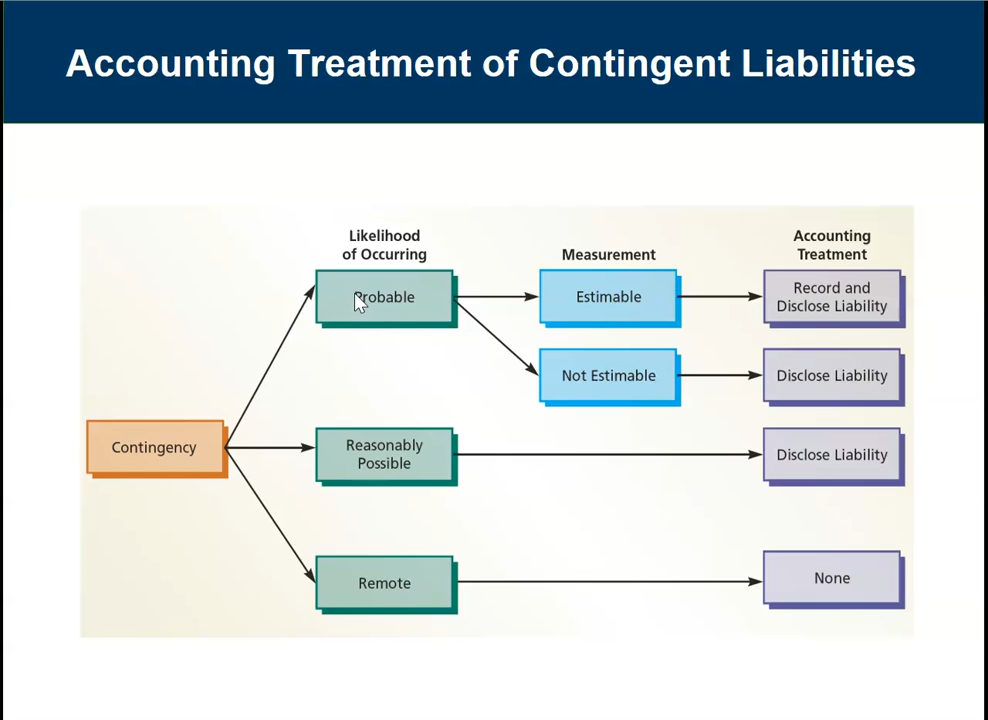 Accounting Treatment of Contingent Liabilities
Likelihood
of Occurring
Measurement
Accounting
Treatment
Probable
Estimable
Record and
Disclose Liability
Not Estimable
Disclose Liability
Contingency
Reasonably
Possible
Disclose Liability
Remote
None